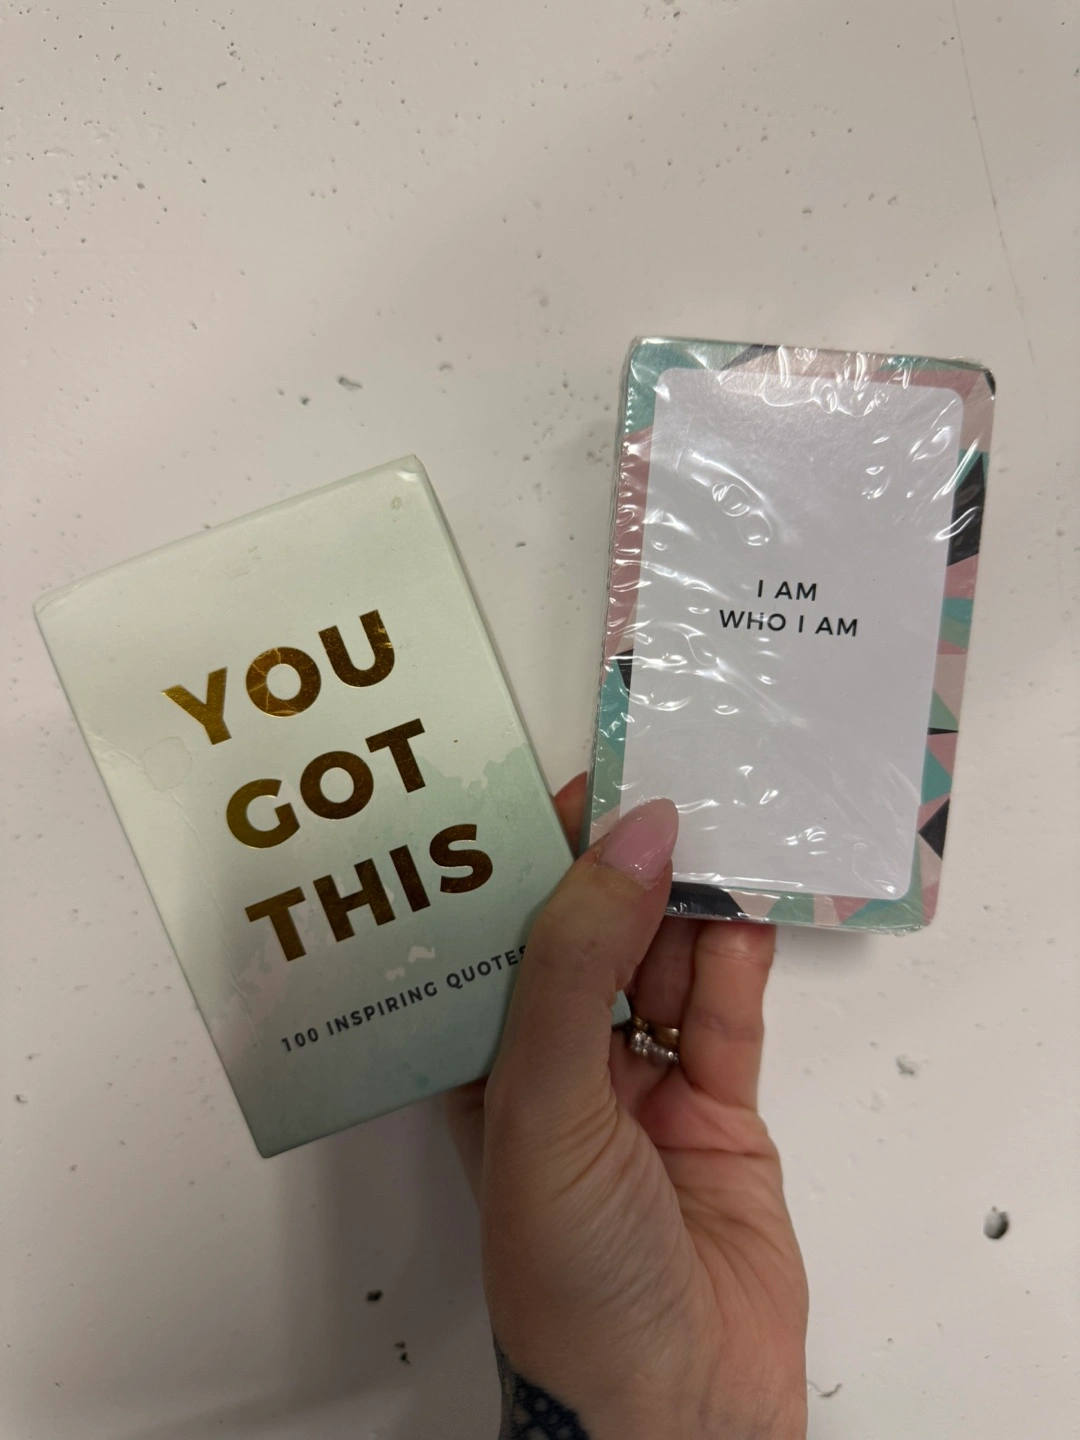 YOU
GOT
THIS
100 INSPIRING QUOTES
I AM
WHO I AM